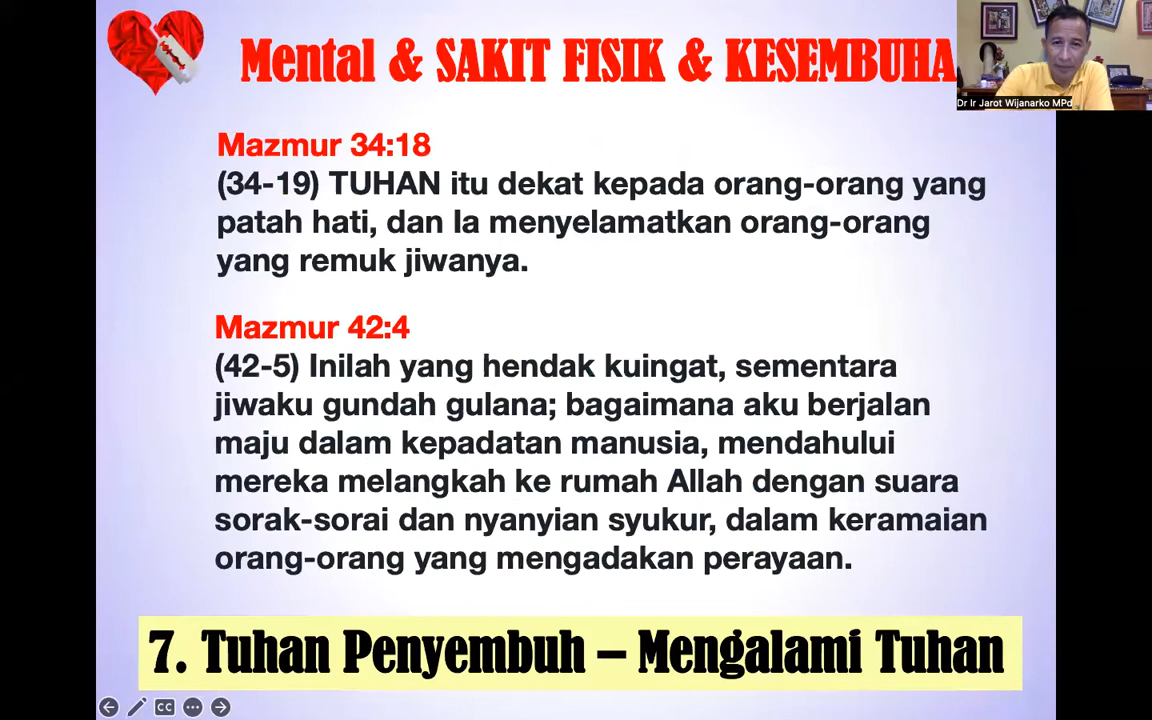 Mental & SAKIT FISIK & KESEMBUHA
Dr Ir Jarot Wijanarko MPd
Mazmur 34:18
(34-19) TUHAN itu dekat kepada orang-orang yang
patah hati, dan Ia menyelamatkan orang-orang
yang remuk jiwanya.
Mazmur 42:4
(42-5) Inilah yang hendak kuingat, sementara
jiwaku gundah gulana; bagaimana aku berjalan
maju dalam kepadatan manusia, mendahului
mereka melangkah ke rumah Allah dengan suara
sorak-sorai dan nyanyian syukur, dalam keramaian
orang-orang yang mengadakan perayaan.
7. Tuhan Penyembuh – Mengalami Tuhan
CC